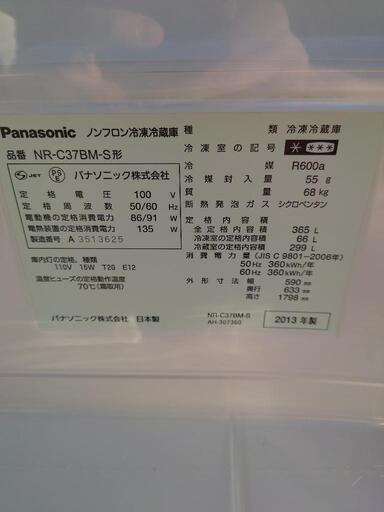 Panasonic ノンフロン冷凍冷蔵庫
品番 NR-C37BM-S形
JET PSE パナソニック株式会社
定格電圧 100 V
定格周波数 50/60 Hz
電動機の定格消費電力 86/91 W
電熱装置の定格消費電力 135 W
製造番号 A 3513625
庫内灯の定格、種類
110V 15W T20 E12
温度ヒューズの定格動作温度
70℃(霜取用)
パナソニック株式会社 日本製
種類 冷凍冷蔵庫
冷凍室の記号 * ***
冷媒 R600a
冷媒封入量 55 g
質量 68 kg
断熱発泡ガス シクロペンタン
定格内容積
全定格内容積 365 L
冷凍室の定格内容積 66 L
冷蔵室の定格内容積 299 L
消費電力量(JIS C 9801-2006年)
50Hz 360kWh/年
60Hz 360kWh/年
外形寸法 幅 590 mm
奥行 633 mm
高さ 1798 mm
NR-C37BM-S
AH-307360
2013年製